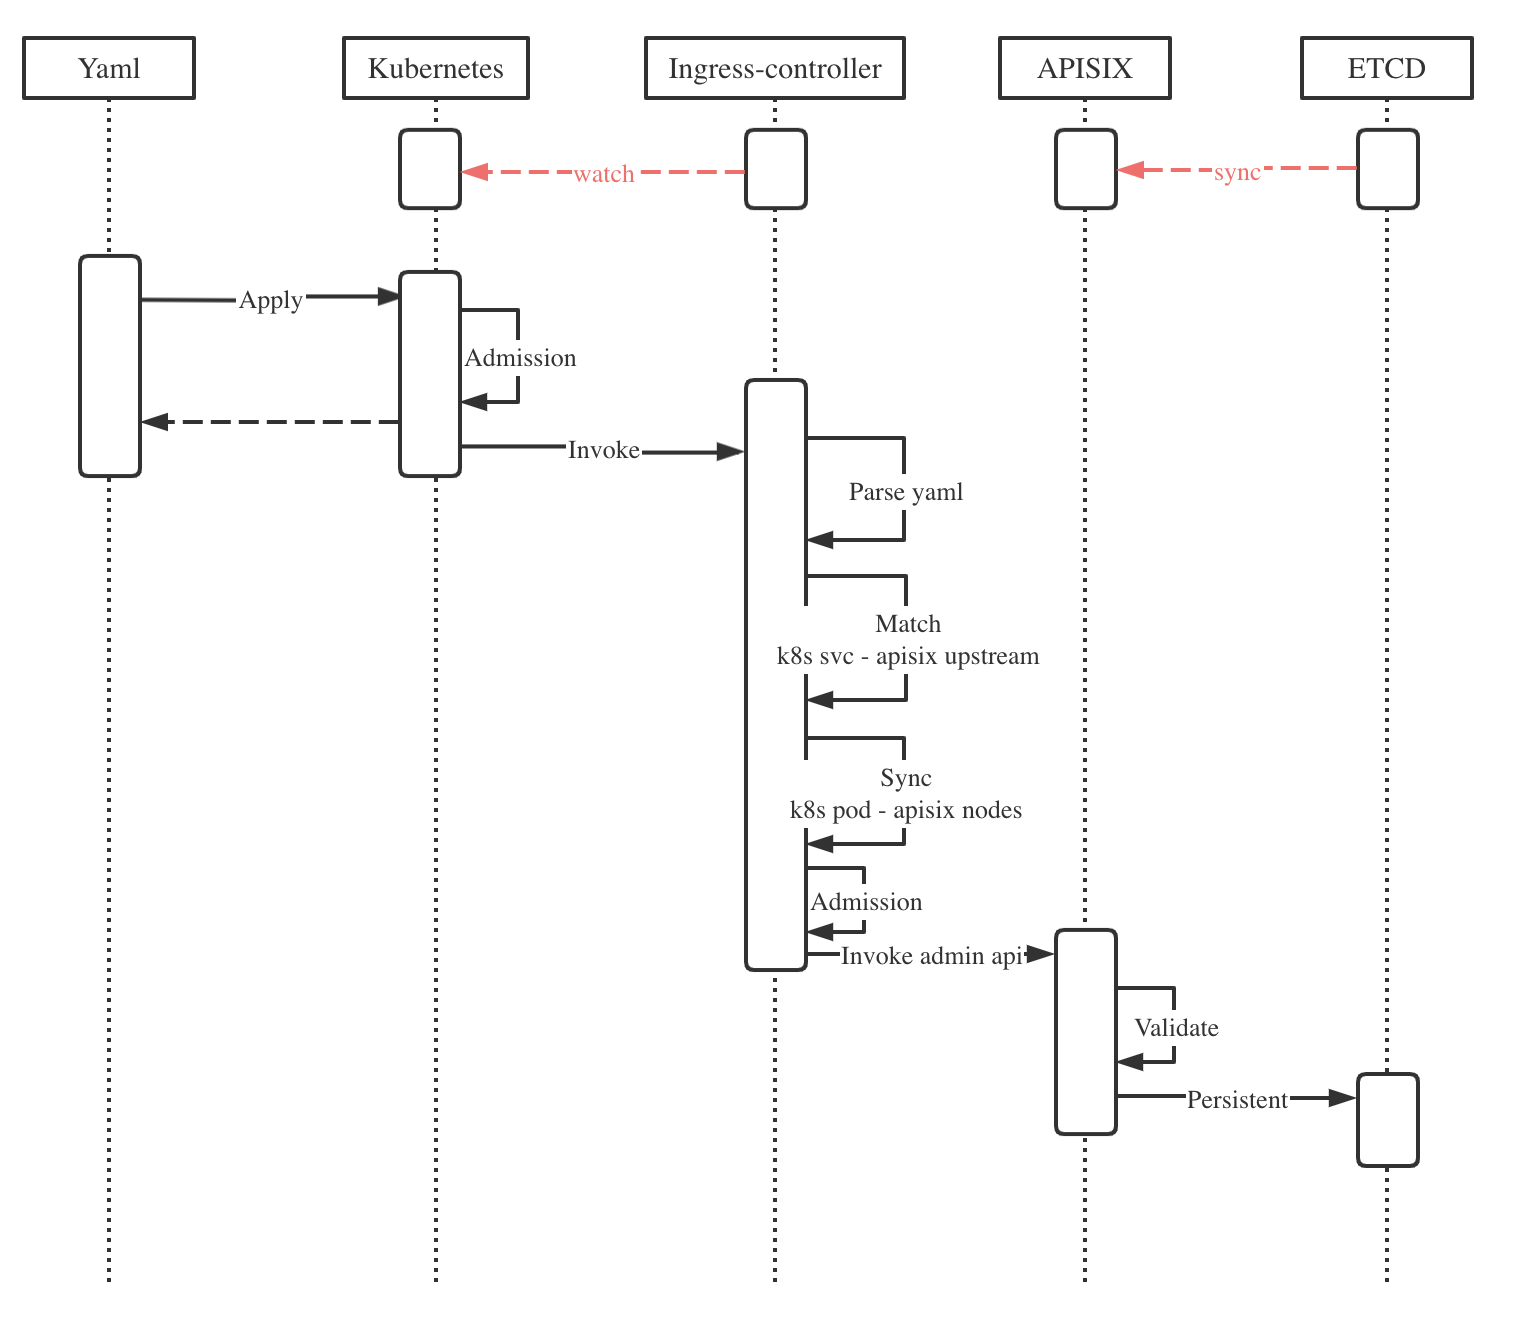 Yaml
Kubernetes
Ingress-controller
APISIX
ETCD
watch
sync
Apply
Admission
Invoke
Parse yaml
Match
k8s svc - apisix upstream
Sync
k8s pod - apisix nodes
Admission
Invoke admin api
Validate
Persistent